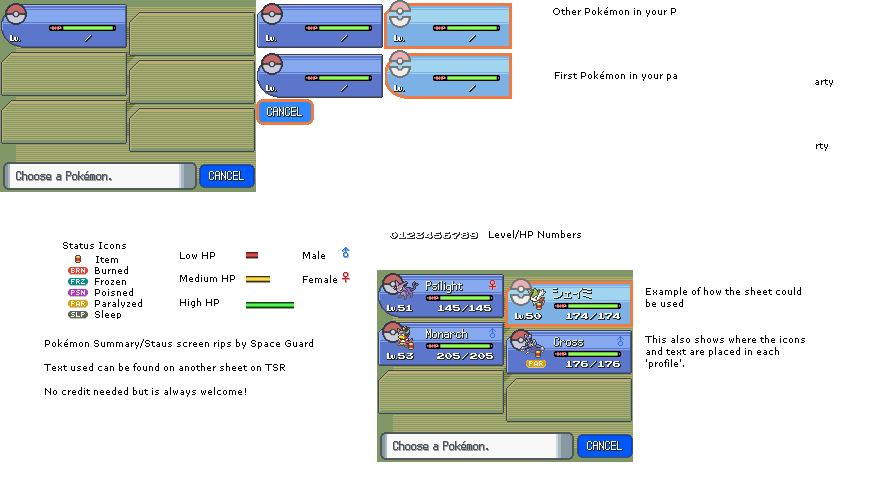 Lv. /
Lv. /
Lv. /
Lv. /
Lv. /
CANCEL
Choose a Pokémon.
CANCEL
Other Pokémon in your P
First Pokémon in your pa
arty
rty
0123456789 Level/HP Numbers
Status Icons
Item
BRN Burned
FRZ Frozen
PSN Poisned
PAR Paralyzed
SLP Sleep
Low HP
Medium HP
High HP
Male ♂
Female ♀
Pokémon Summary/Staus screen rips by Space Guard
Text used can be found on another sheet on TSR
No credit needed but is always welcome!
Psilight ♀
HP
Lv.51 145/145
シェイミ
HP
Lv.50 174/174
Monarch ♂
HP
Lv.53 205/205
Cross ♂
HP
PAR 176/176
Choose a Pokémon.
CANCEL
Example of how the sheet could
be used
This also shows where the icons
and text are placed in each
'profile'.